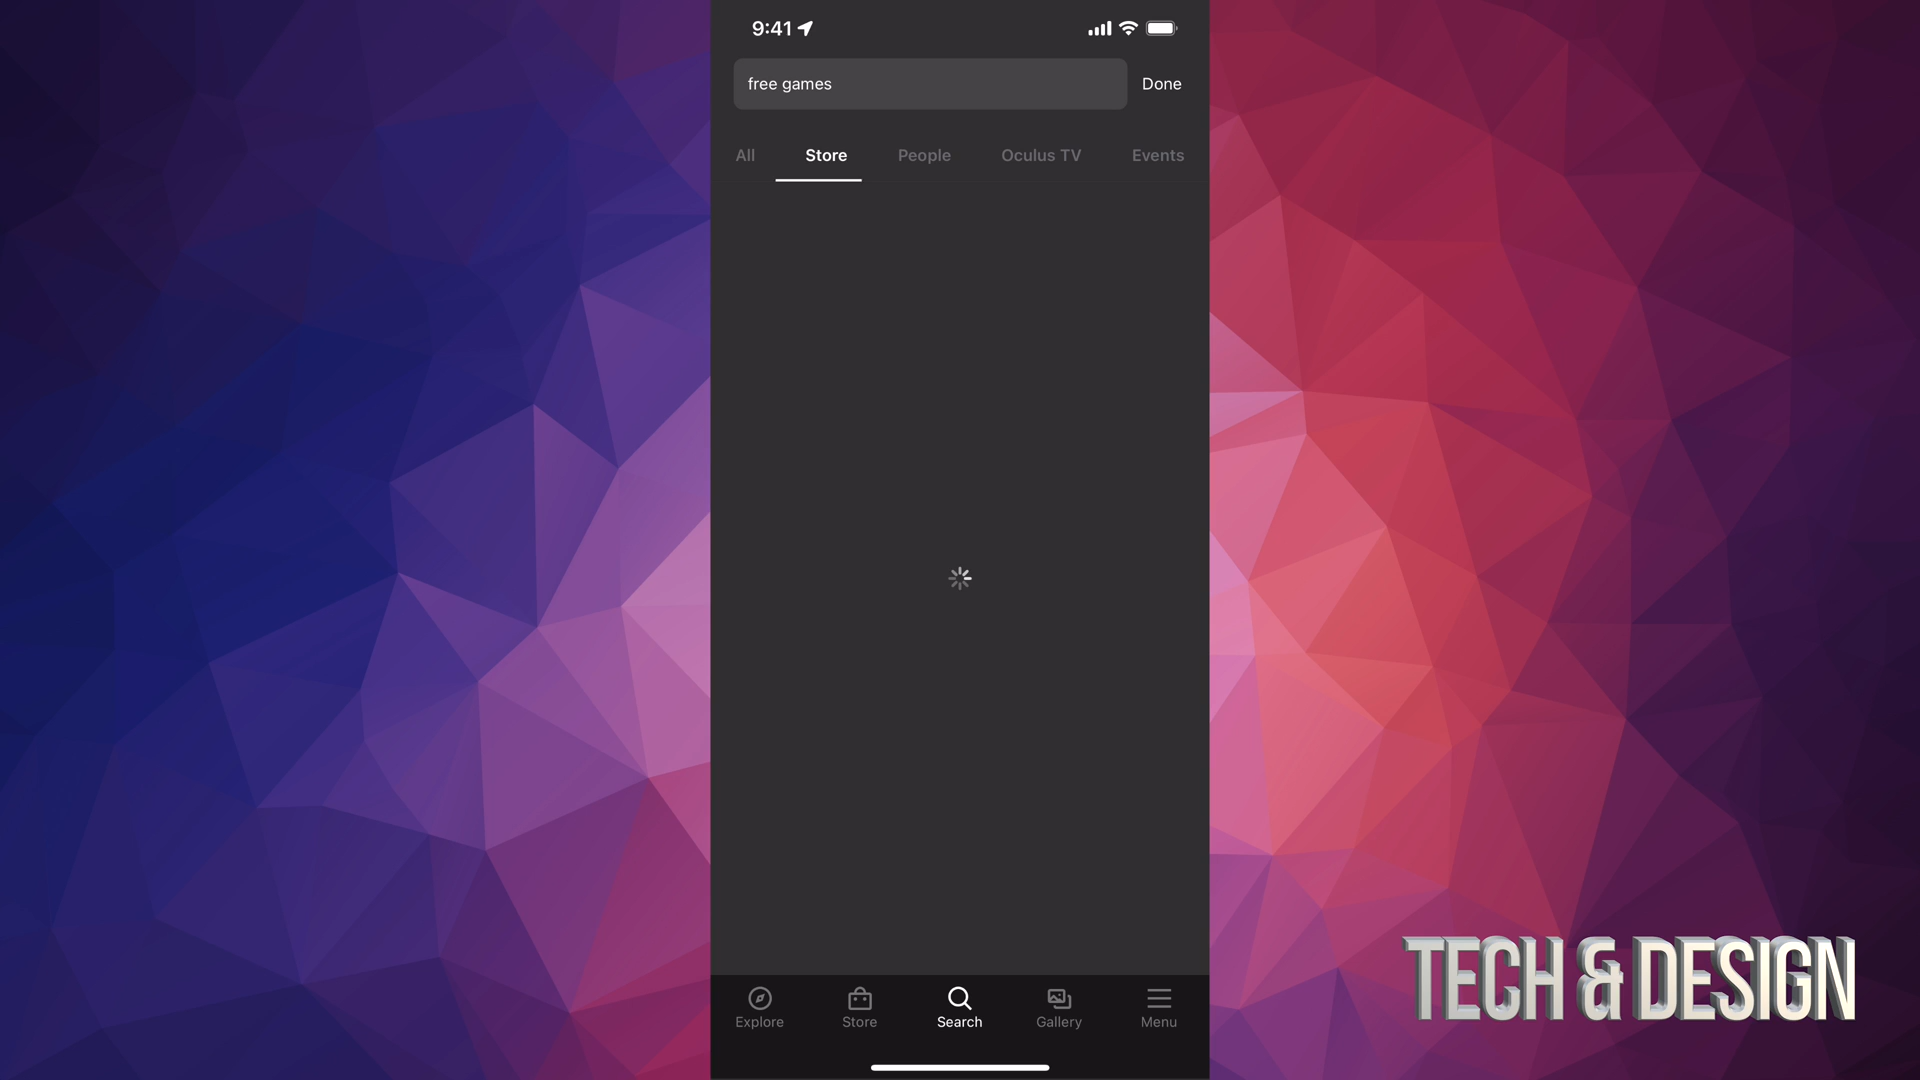 9:41
free games
Done
All
Store
People
Oculus TV
Events
Explore
Store
Search
Gallery
Menu
TECH & DESIGN